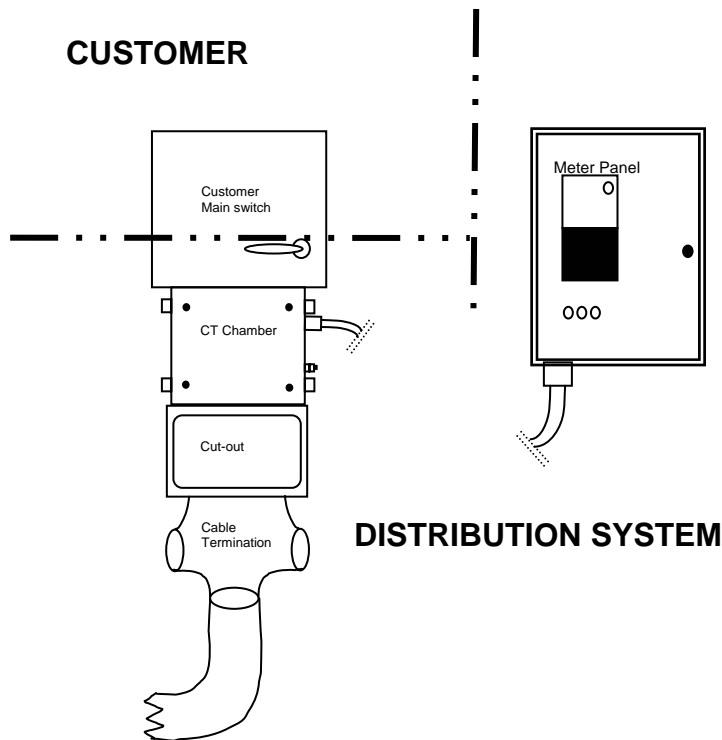 CUSTOMER
Customer
Main switch
Meter Panel
CT Chamber
Cut-out
Cable
Termination
DISTRIBUTION SYSTEM